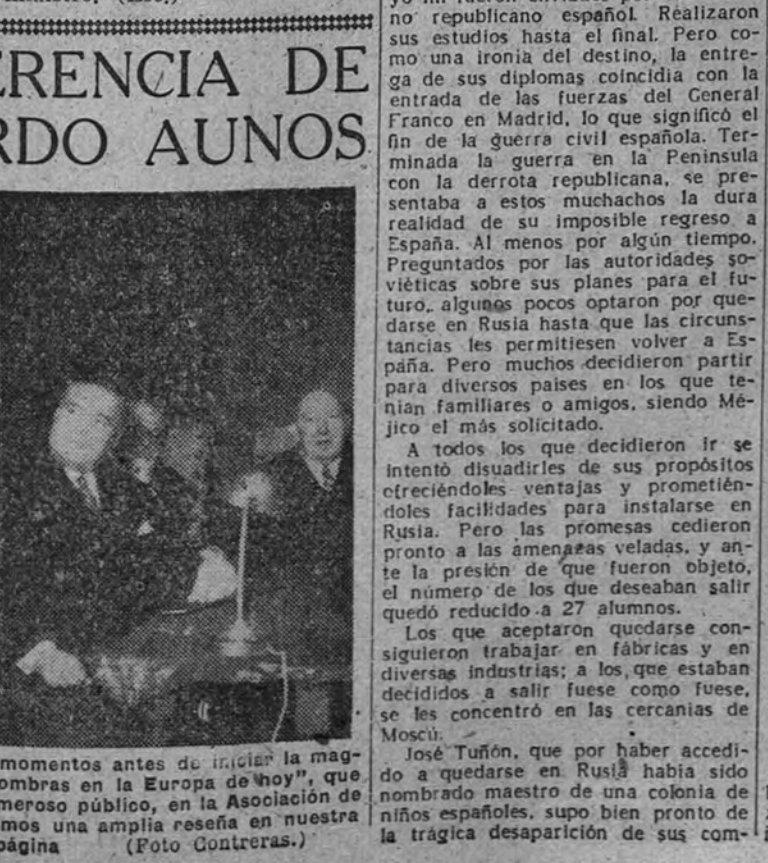 ERENCIA DE
RDO AUNOS
momentos antes de iniciar la mag-
ombras en la Europa de hoy", que
meroso público, en la Asociación de
mos una amplia reseña en nuestra
página (Foto Contreras.)
no republicano español. Realizaron
sus estudios hasta el final. Pero co-
mo una ironia del destino, la entre-
ga de sus diplomas coincidia con la
entrada de las fuerzas del General
Franco en Madrid, lo que significó el
fin de la guerra civil española. Ter-
minada la guerra en la Peninsula
con la derrota republicana, se pre-
sentaba a estos muchachos la dura
realidad de su imposible regreso a
España. Al menos por algún tiempo.
Preguntados por las autoridades so-
viéticas sobre sus planes para el fu-
turo, algunos pocos optaron por que-
darse en Rusia hasta que las circuns-
tancias les permitiesen volver a Es-
paña. Pero muchos decidieron partir
para diversos paises en los que te-
nian familiares o amigos, siendo Mé-
jico el más solicitado.
A todos los que decidieron ir se
intentó disuadirles de sus propósitos
ofreciéndoles ventajas y prometién-
doles facilidades para instalarse en
Rusia. Pero las promesas cedieron
pronto a las amenazas veladas, y an-
te la presión de que fueron objeto,
el número de los que deseaban salir
quedó reducido a 27 alumnos.
Los que aceptaron quedarse con-
siguieron trabajar en fábricas y en
diversas industrias; a los que estaban
decididos a salir fuese como fuese,
se les concentró en las cercanias de
Moscú.
José Tuñón, que por haber accedi-
do a quedarse en Rusia habia sido
nombrado maestro de una colonia de
niños españoles, supo bien pronto de
la trágica desaparición de sus com-